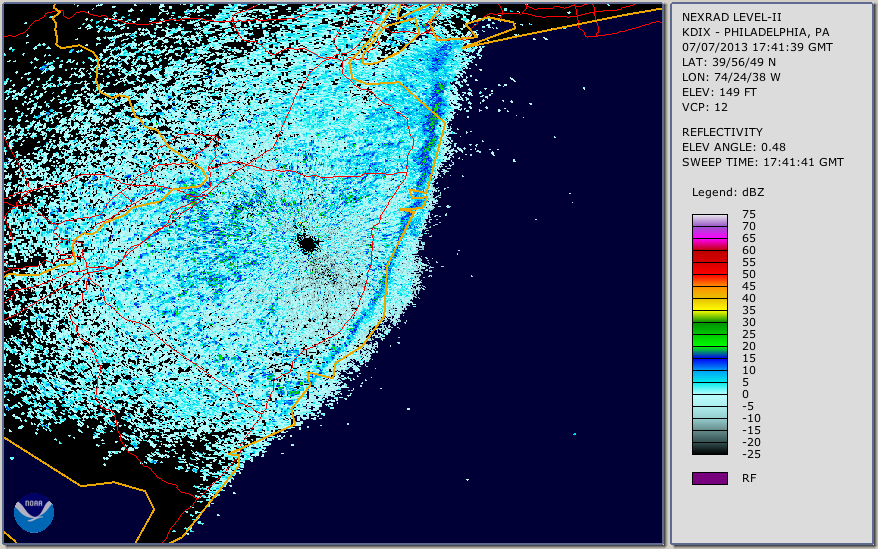 NEXRAD LEVEL-II
KDIX - PHILADELPHIA, PA
07/07/2013 17:41:39 GMT
LAT: 39/56/49 N
LON: 74/24/38 W
ELEV: 149 FT
VCP: 12
REFLECTIVITY
ELEV ANGLE: 0.48
SWEEP TIME: 17:41:41 GMT
Legend: dBZ
75
70
65
60
55
50
45
40
35
30
25
20
15
10
5
0
-5
-10
-15
-20
-25
RF
NOAA